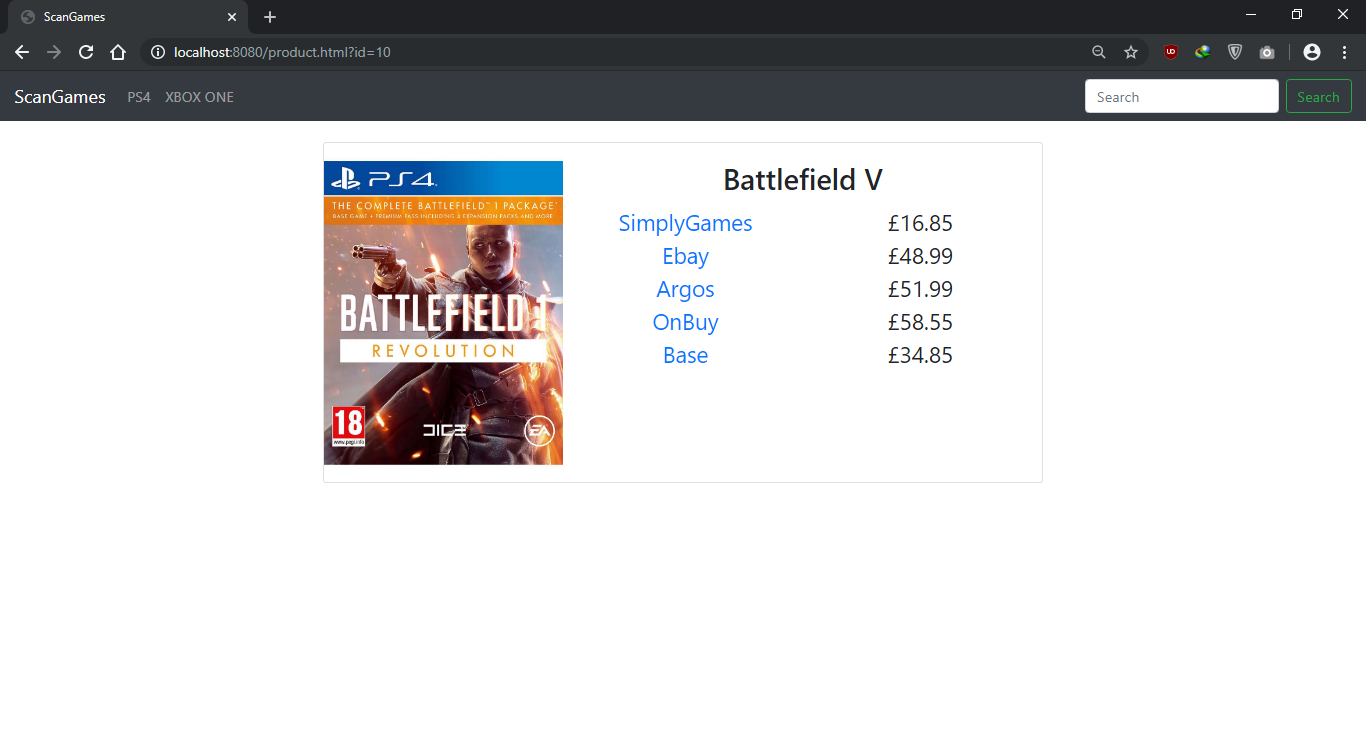 ScanGames
localhost:8080/product.html?id=10
ScanGames PS4 XBOX ONE Search Search
PS4
THE COMPLETE BATTLEFIELD™ 1 PACKAGE*
BASE GAME + PREMIUM PASS INCLUDING 4 EXPANSION PACKS AND MORE
BATTLEFIELD 1
REVOLUTION
18
www.pegi.info
DICE
EA
Battlefield V
SimplyGames £16.85
Ebay £48.99
Argos £51.99
OnBuy £58.55
Base £34.85